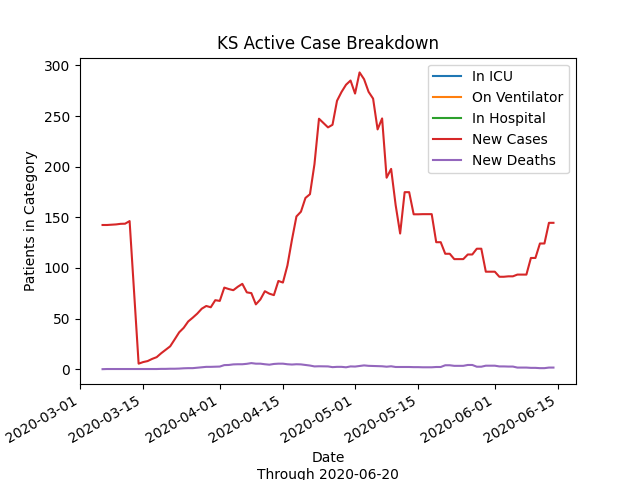 KS Active Case Breakdown
300
250
200
150
100
50
0
Patients in Category
In ICU
On Ventilator
In Hospital
New Cases
New Deaths
2020-03-01
2020-03-15
2020-04-01
2020-04-15
2020-05-01
2020-05-15
2020-06-01
2020-06-15
Date
Through 2020-06-20